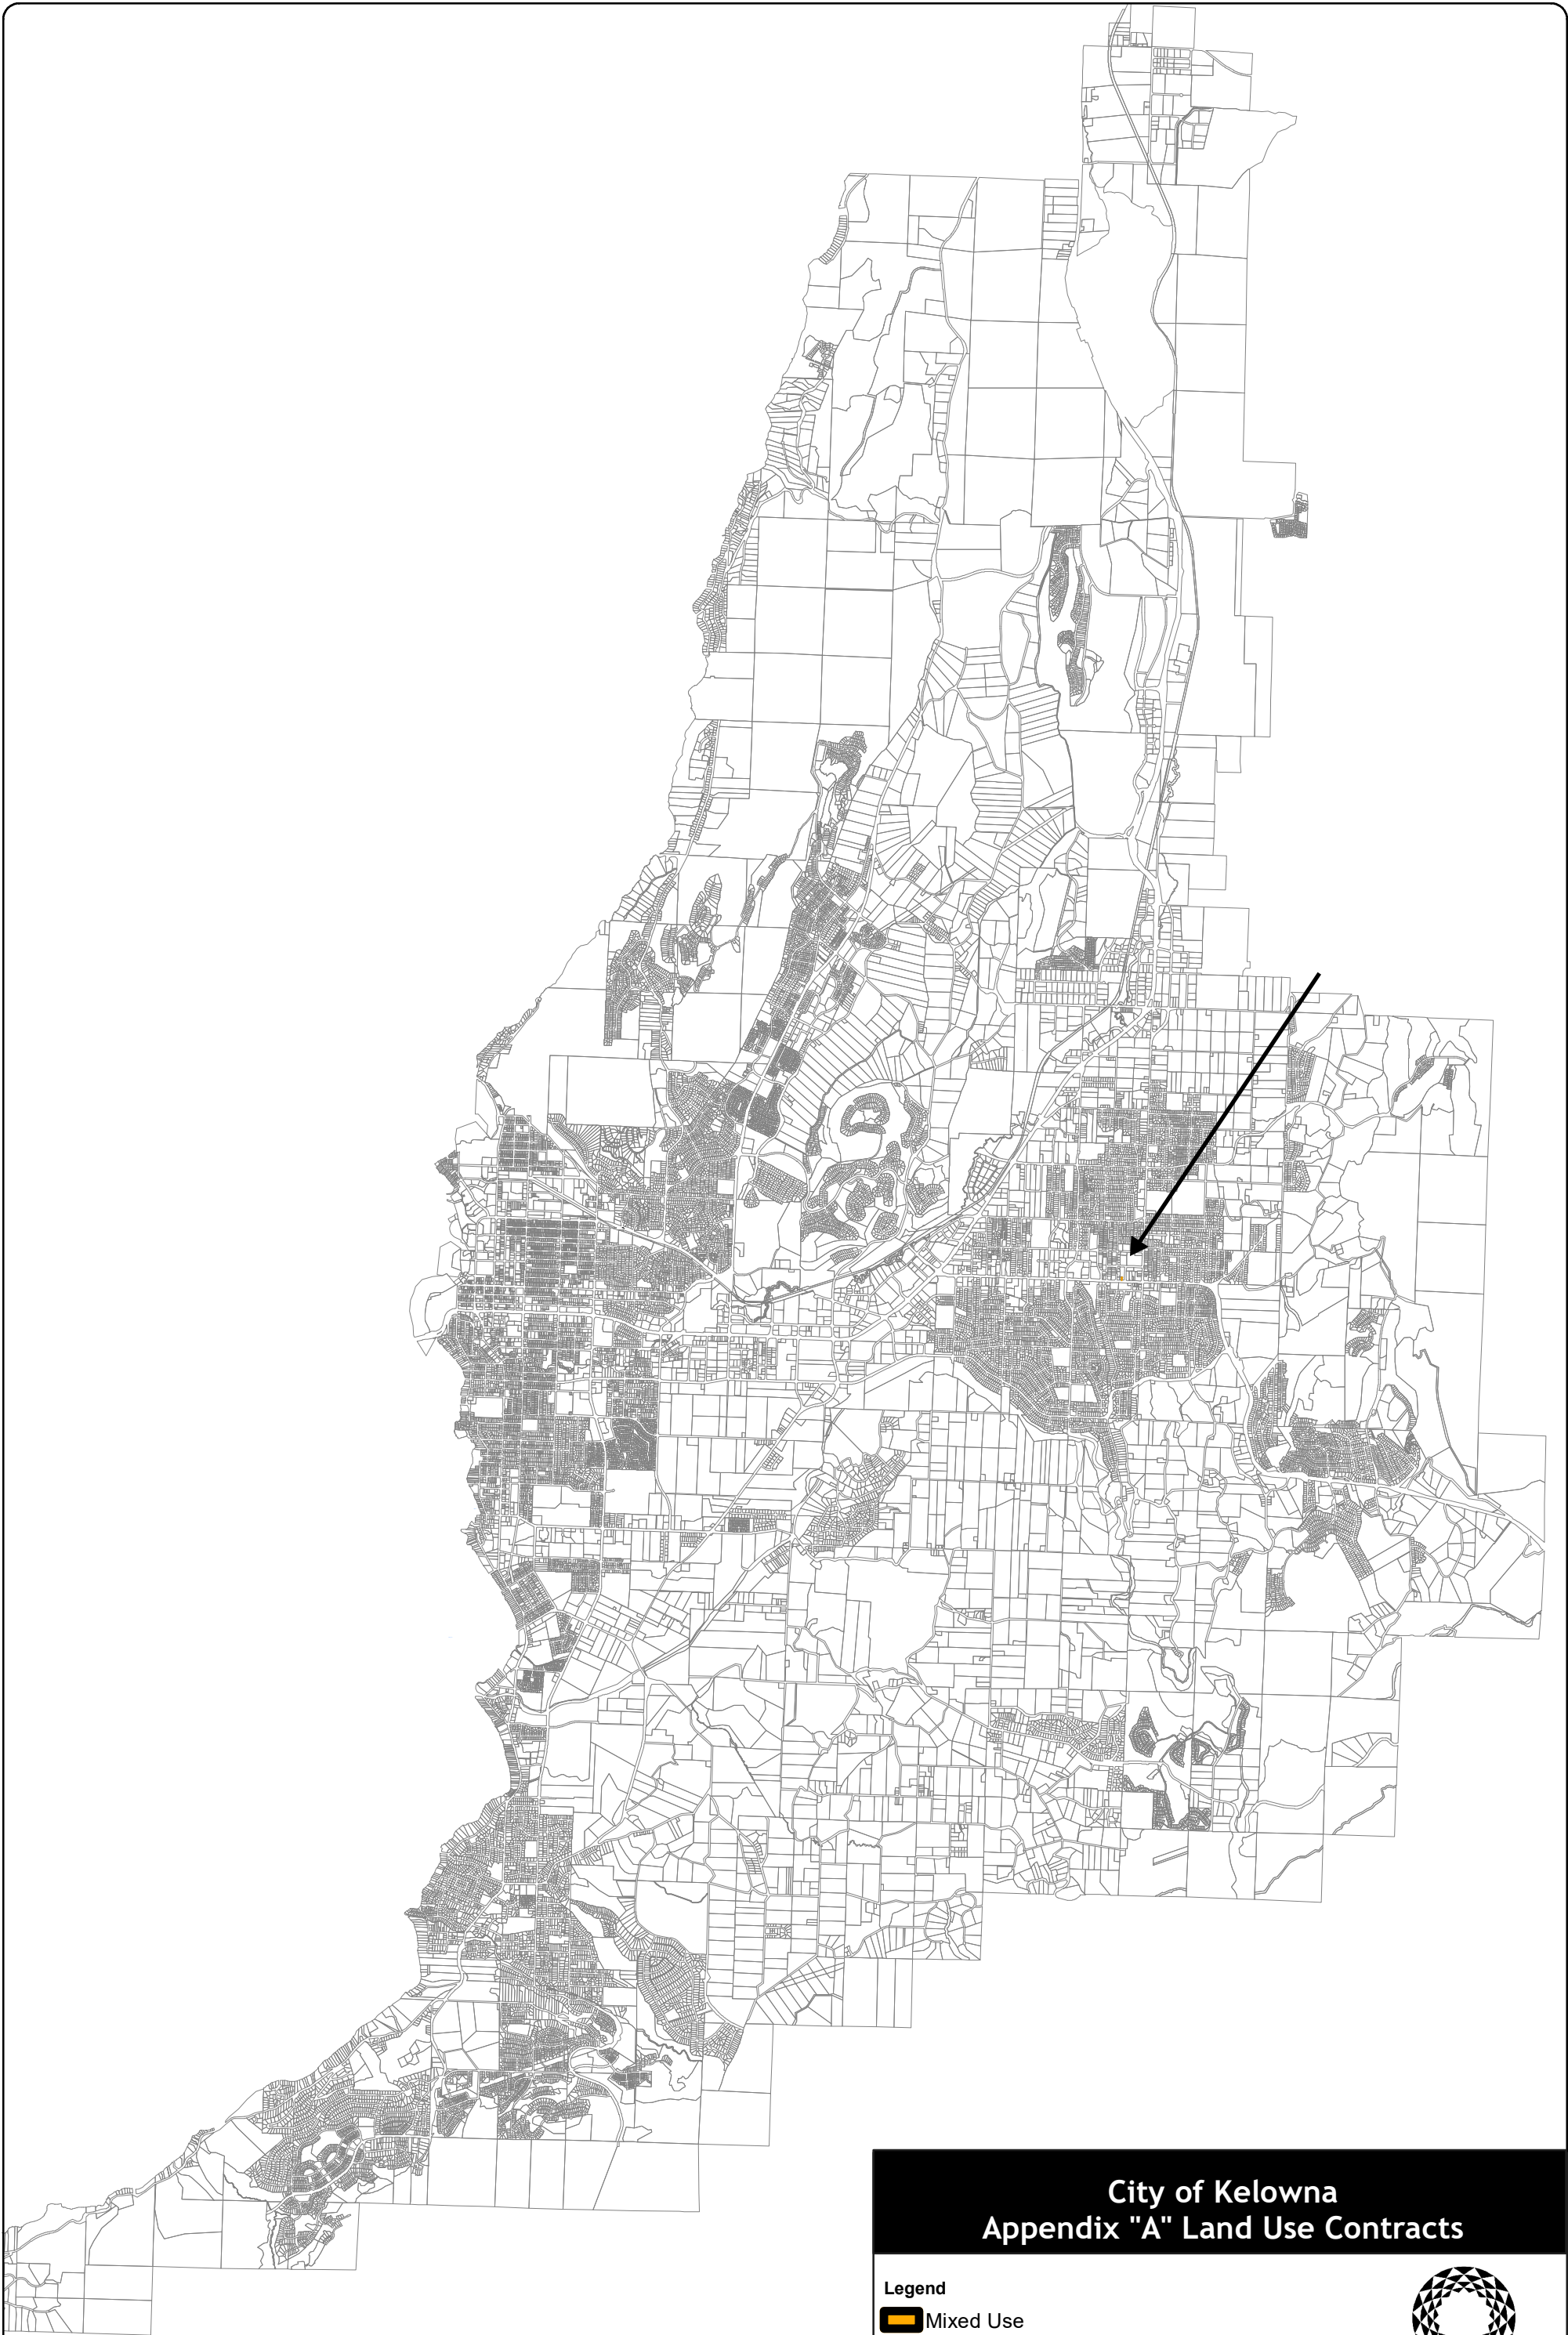 City of Kelowna
Appendix "A" Land Use Contracts
Legend
Mixed Use